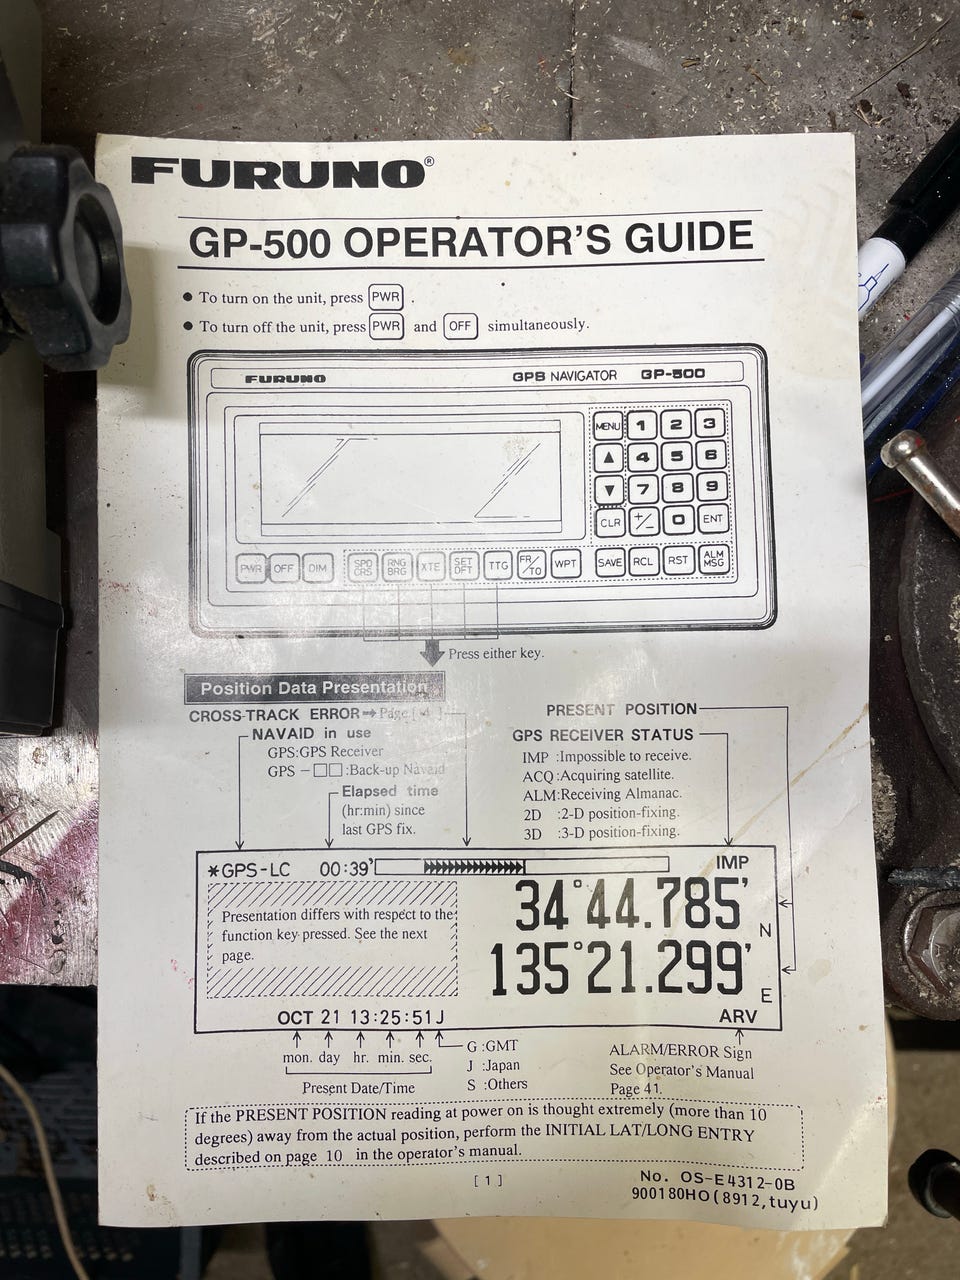 FURUNO®
GP-500 OPERATOR'S GUIDE
● To turn on the unit, press PWR .
● To turn off the unit, press PWR and OFF simultaneously.
FURUNO GPS NAVIGATOR GP-500
MENU 1 2 3
▲ 4 5 6
▼ 7 8 9
CLR +/- 0 ENT
PWR OFF DIM SPD CRS RNG BRG XTE SET DFT TTG FR/TO WPT SAVE RCL RST ALM MSG
Press either key.
Position Data Presentation
CROSS-TRACK ERROR➡ Page [ 4 ]
NAVAID in use
GPS:GPS Receiver
GPS – □□ :Back-up Navaid
Elapsed time
(hr:min) since
last GPS fix.
PRESENT POSITION
GPS RECEIVER STATUS
IMP :Impossible to receive.
ACQ :Acquiring satellite.
ALM:Receiving Almanac.
2D :2-D position-fixing.
3D :3-D position-fixing.
*GPS-LC 00:39' IMP
Presentation differs with respect to the
function key pressed. See the next
page.
34°44.785' N
135°21.299' E
OCT 21 13:25:51J ARV
mon. day hr. min. sec.
Present Date/Time
G :GMT
J :Japan
S :Others
ALARM/ERROR Sign
See Operator's Manual
Page 41.
If the PRESENT POSITION reading at power on is thought extremely (more than 10
degrees) away from the actual position, perform the INITIAL LAT/LONG ENTRY
described on page 10 in the operator's manual.
[ 1 ]
No. OS-E4312-0B
900180HO(8912,tuyu)